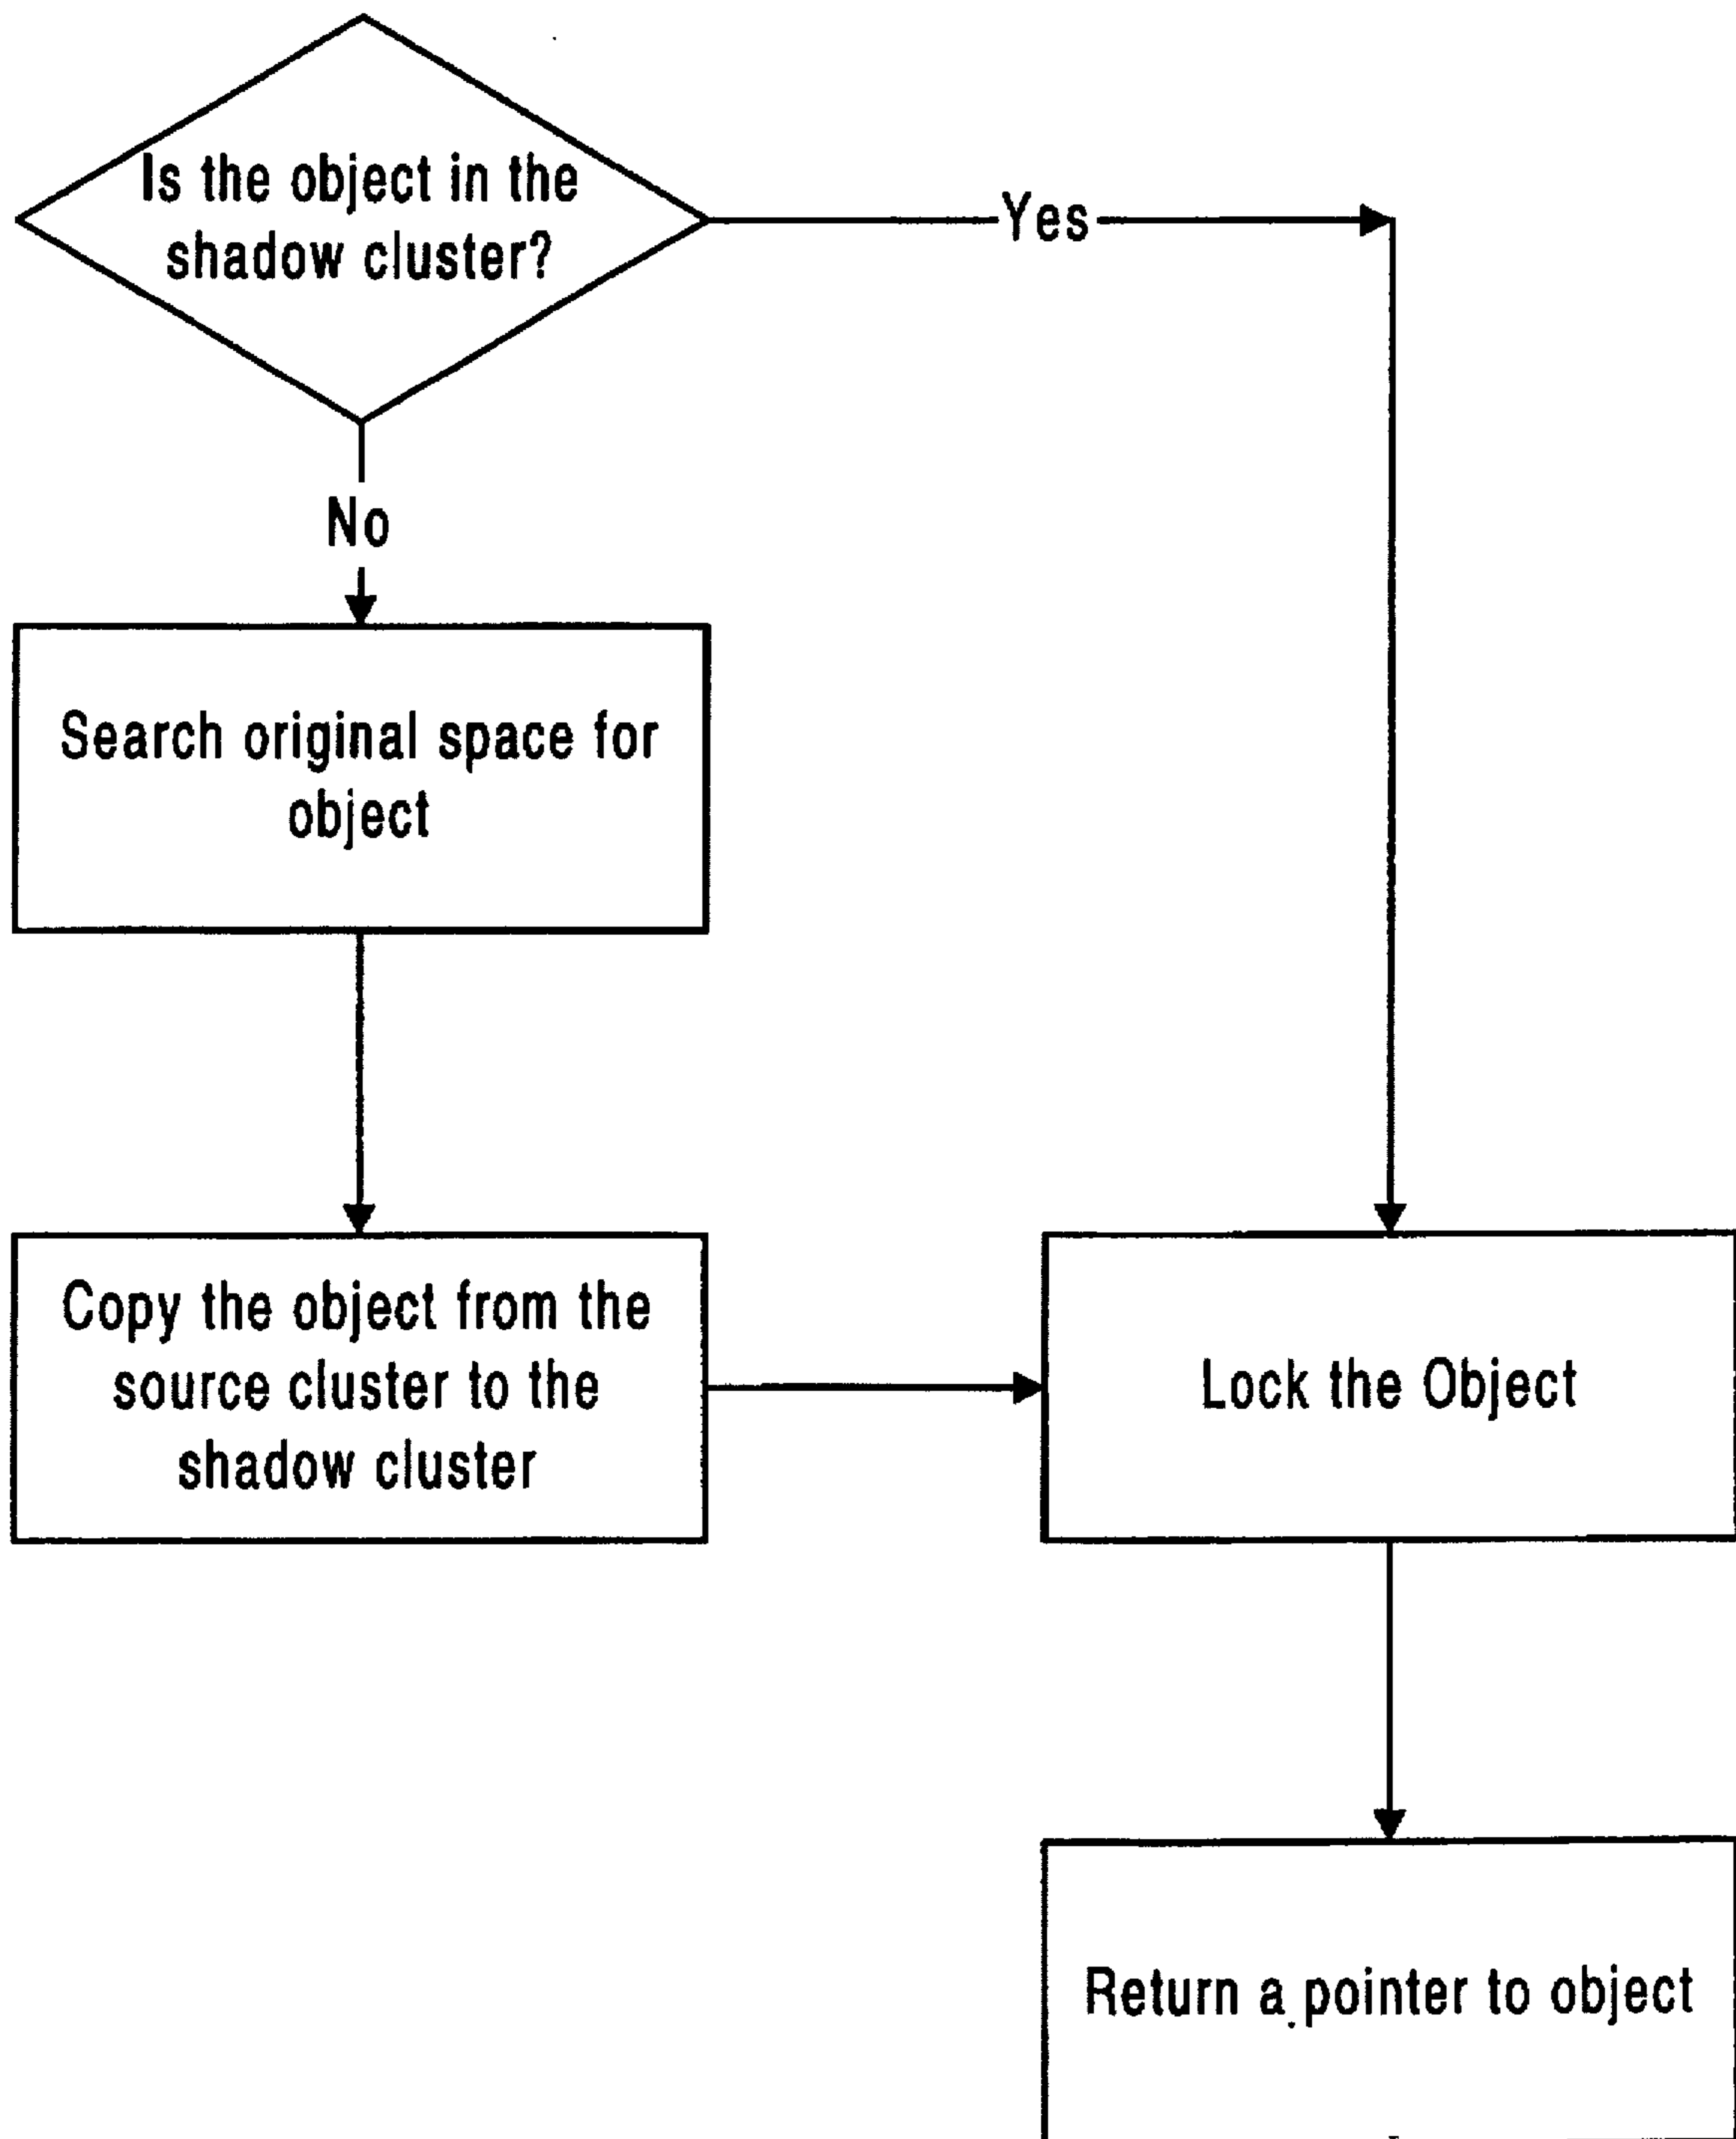 Is the object in the
shadow cluster?
Yes
No
Search original space for
object
Copy the object from the
source cluster to the
shadow cluster
Lock the Object
Return a pointer to object